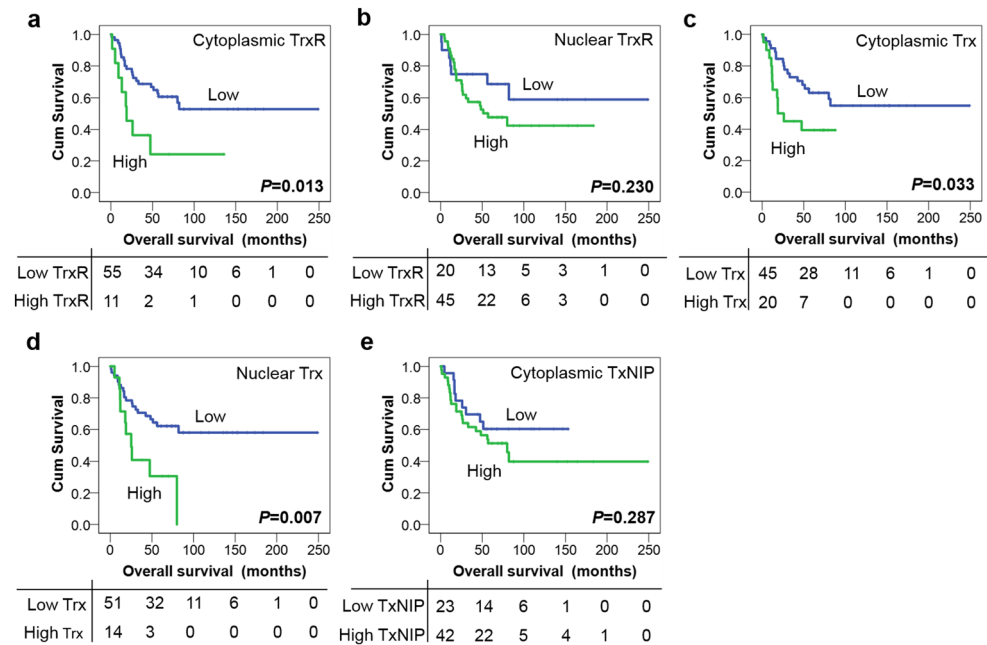 a
Cytoplasmic TrxR
Cum Survival
1.0
0.8
0.6
0.4
0.2
0.0
Low
High
P=0.013
0 50 100 150 200 250
Overall survival (months)
Low TrxR 55 34 10 6 1 0
High TrxR 11 2 1 0 0 0
b
Nuclear TrxR
Cum Survival
1.0
0.8
0.6
0.4
0.2
0.0
Low
High
P=0.230
0 50 100 150 200 250
Overall survival (months)
Low TrxR 20 13 5 3 1 0
High TrxR 45 22 6 3 0 0
c
Cytoplasmic Trx
Cum Survival
1.0
0.8
0.6
0.4
0.2
0.0
Low
High
P=0.033
0 50 100 150 200 250
Overall survival (months)
Low Trx 45 28 11 6 1 0
High Trx 20 7 0 0 0 0
d
Nuclear Trx
Cum Survival
1.0
0.8
0.6
0.4
0.2
0.0
Low
High
P=0.007
0 50 100 150 200 250
Overall survival (months)
Low Trx 51 32 11 6 1 0
High Trx 14 3 0 0 0 0
e
Cytoplasmic TxNIP
Cum Survival
1.0
0.8
0.6
0.4
0.2
0.0
Low
High
P=0.287
0 50 100 150 200 250
Overall survival (months)
Low TxNIP 23 14 6 1 0 0
High TxNIP 42 22 5 4 1 0